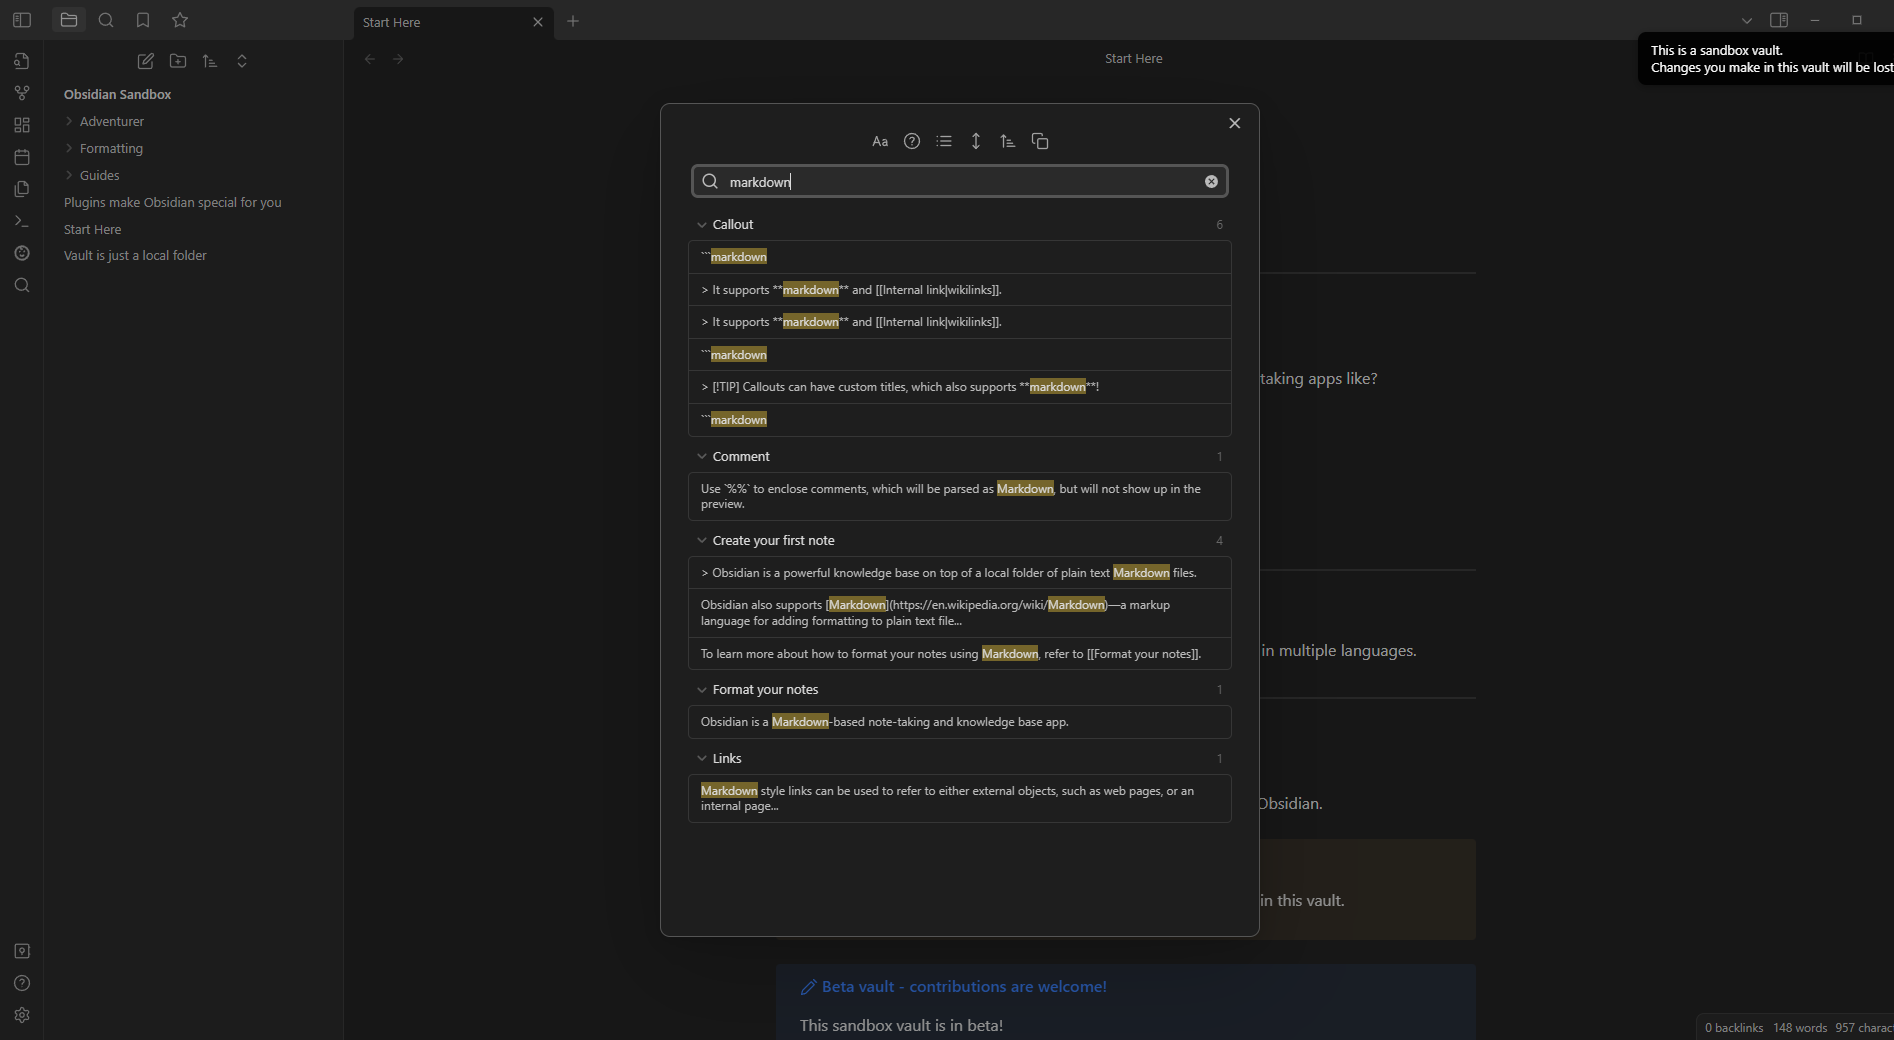 Start Here
This is a sandbox vault.
Changes you make in this vault will be lost
Start Here
Obsidian Sandbox
Adventurer
Formatting
Guides
Plugins make Obsidian special for you
Start Here
Vault is just a local folder
Aa
markdown
Callout 6
```markdown
> It supports **markdown** and [[Internal link|wikilinks]].
> It supports **markdown** and [[Internal link|wikilinks]].
```markdown
> [!TIP] Callouts can have custom titles, which also supports **markdown**!
```markdown
Comment 1
Use `%%` to enclose comments, which will be parsed as Markdown, but will not show up in the
preview.
Create your first note 4
> Obsidian is a powerful knowledge base on top of a local folder of plain text Markdown files.
Obsidian also supports [Markdown](https://en.wikipedia.org/wiki/Markdown)—a markup
language for adding formatting to plain text file...
To learn more about how to format your notes using Markdown, refer to [[Format your notes]].
Format your notes 1
Obsidian is a Markdown-based note-taking and knowledge base app.
Links 1
Markdown style links can be used to refer to either external objects, such as web pages, or an
internal page...
taking apps like?
in multiple languages.
Obsidian.
in this vault.
Beta vault - contributions are welcome!
This sandbox vault is in beta!
0 backlinks 148 words 957 charac